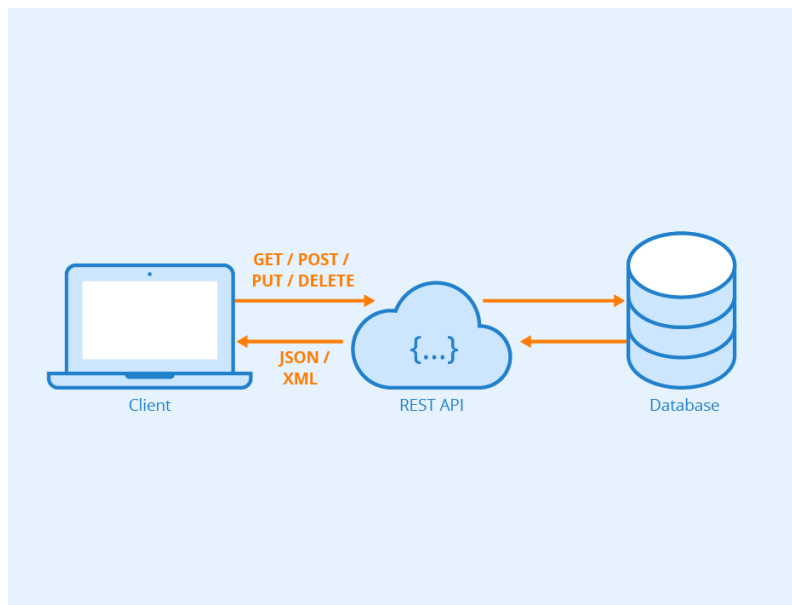 GET / POST /
PUT / DELETE
{...}
JSON /
XML
Client
REST API
Database